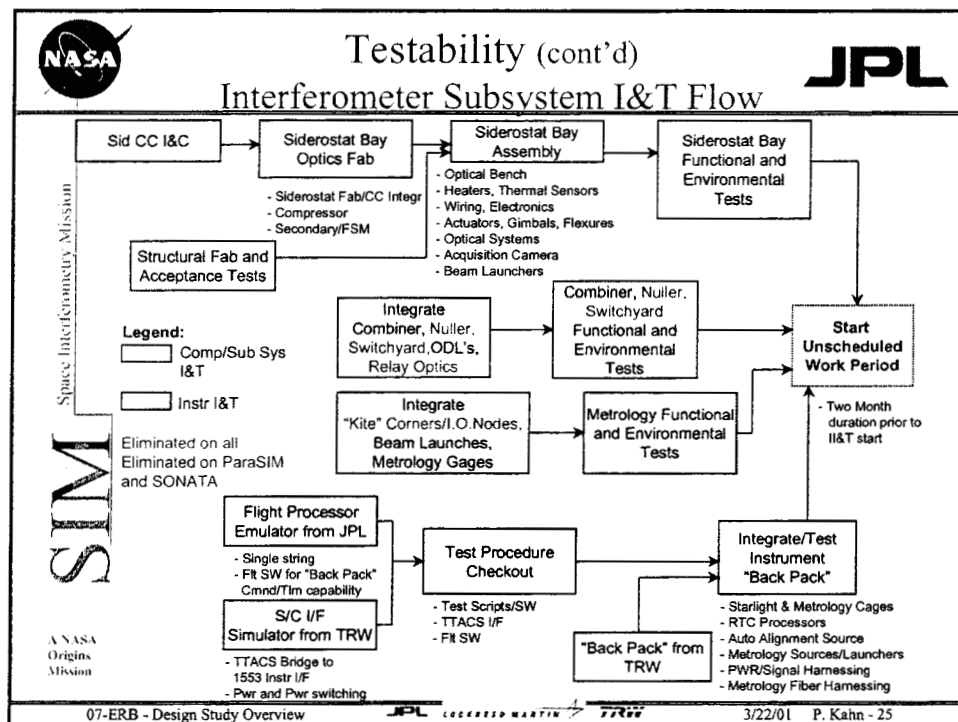 NASA
Testability (cont'd)
JPL
Interferometer Subsystem I&T Flow
Space Interferometry Mission
SIM
A NASA
Origins
Mission
Sid CC I&C
Siderostat Bay
Optics Fab
- Siderostat Fab/CC Integr
- Compressor
- Secondary/FSM
Siderostat Bay
Assembly
- Optical Bench
- Heaters, Thermal Sensors
- Wiring, Electronics
- Actuators, Gimbals, Flexures
- Optical Systems
- Acquisition Camera
- Beam Launchers
Siderostat Bay
Functional and
Environmental
Tests
Structural Fab and
Acceptance Tests
Integrate
Combiner, Nuller,
Switchyard,ODL's,
Relay Optics
Combiner, Nuller,
Switchyard
Functional and
Environmental
Tests
Start
Unscheduled
Work Period
- Two Month
duration prior to
II&T start
Legend:
Comp/Sub Sys
I&T
Instr I&T
Eliminated on all
Eliminated on ParaSIM
and SONATA
Integrate
"Kite" Corners/I.O.Nodes,
Beam Launches,
Metrology Gages
Metrology Functional
and Environmental
Tests
Flight Processor
Emulator from JPL
- Single string
- Flt SW for "Back Pack"
Cmnd/Tlm capability
S/C I/F
Simulator from TRW
- TTACS Bridge to
1553 Instr I/F
- Pwr and Pwr switching
Test Procedure
Checkout
- Test Scripts/SW
- TTACS I/F
- Flt SW
"Back Pack" from
TRW
Integrate/Test
Instrument
"Back Pack"
- Starlight & Metrology Cages
- RTC Processors
- Auto Alignment Source
- Metrology Sources/Launchers
- PWR/Signal Harnessing
- Metrology Fiber Harnessing
07-ERB - Design Study Overview
JPL LOCKHEED MARTIN TRW
3/22/01 P. Kahn - 25